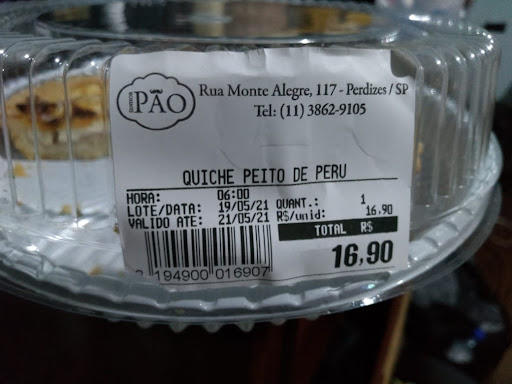 PÃO
Rua Monte Alegre, 117 - Perdizes / SP
Tel: (11) 3862-9105
QUICHE PEITO DE PERU
HORA: 06:00
LOTE/DATA: 19/05/21 QUANT.: 1
VALIDO ATE: 21/05/21 R$/unid: 16,90
TOTAL R$
16,90
2 194900 016907